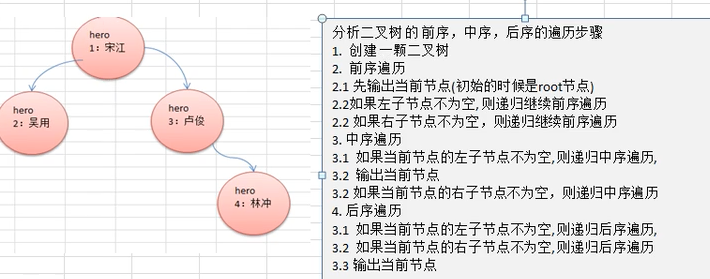 hero
1：宋江
hero
2：吴用
hero
3：卢俊
hero
4：林冲
分析二叉树的前序，中序，后序的遍历步骤
1. 创建一颗二叉树
2. 前序遍历
2.1 先输出当前节点(初始的时候是root节点)
2.2如果左子节点不为空,则递归继续前序遍历
2.2 如果右子节点不为空，则递归继续前序遍历
3. 中序遍历
3.1 如果当前节点的左子节点不为空,则递归中序遍历,
3.2 输出当前节点
3.2 如果当前节点的右子节点不为空，则递归中序遍历
4. 后序遍历
3.1 如果当前节点的左子节点不为空,则递归后序遍历,
3.2 如果当前节点的右子节点不为空,则递归后序遍历
3.3 输出当前节点